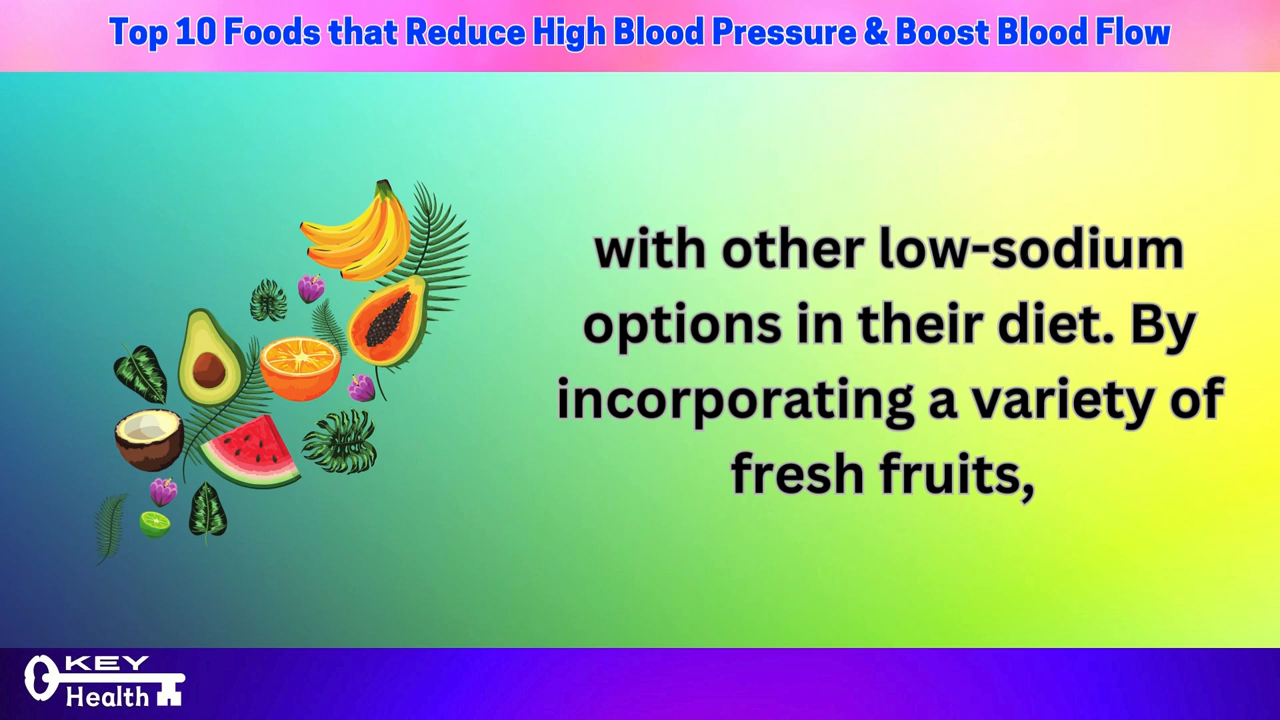 Top 10 Foods that Reduce High Blood Pressure & Boost Blood Flow
with other low-sodium
options in their diet. By
incorporating a variety of
fresh fruits,
KEY
Health